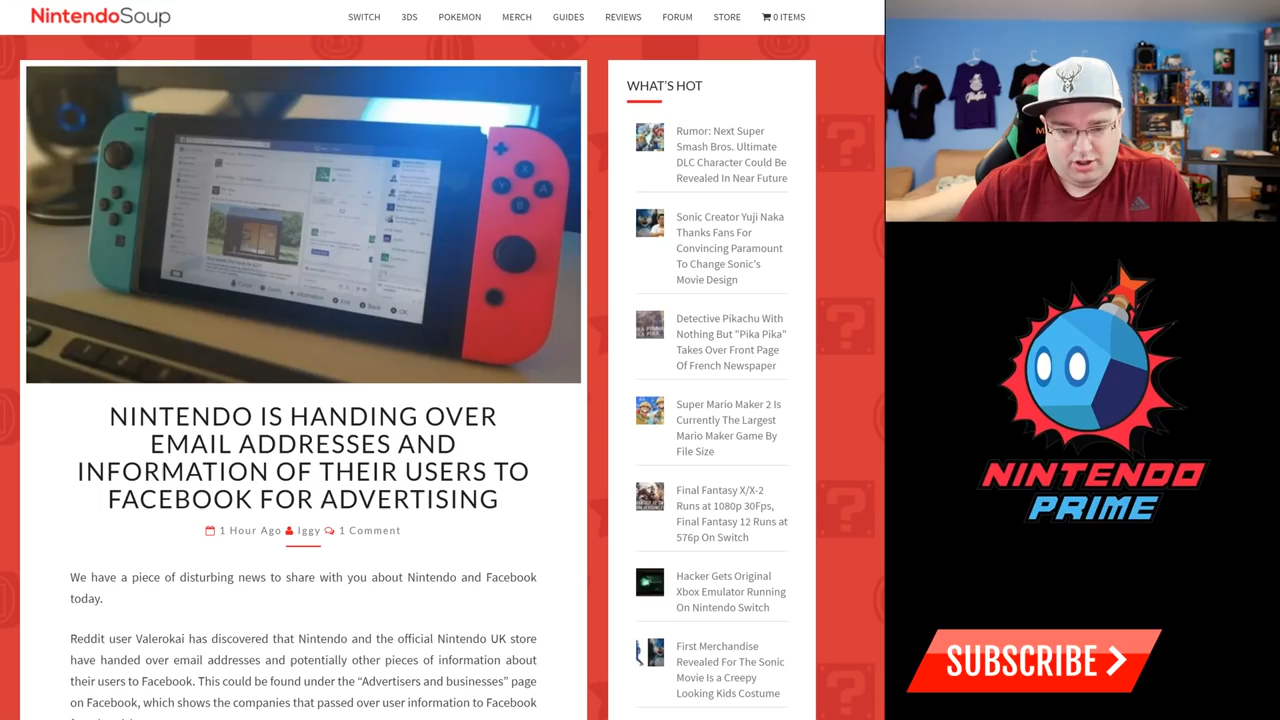 NintendoSoup
SWITCH 3DS POKEMON MERCH GUIDES REVIEWS FORUM STORE 0 ITEMS
NINTENDO IS HANDING OVER
EMAIL ADDRESSES AND
INFORMATION OF THEIR USERS TO
FACEBOOK FOR ADVERTISING
1 Hour Ago Iggy 1 Comment
We have a piece of disturbing news to share with you about Nintendo and Facebook
today.
Reddit user Valerokai has discovered that Nintendo and the official Nintendo UK store
have handed over email addresses and potentially other pieces of information about
their users to Facebook. This could be found under the “Advertisers and businesses” page
on Facebook, which shows the companies that passed over user information to Facebook
WHAT'S HOT
Rumor: Next Super
Smash Bros. Ultimate
DLC Character Could Be
Revealed In Near Future
Sonic Creator Yuji Naka
Thanks Fans For
Convincing Paramount
To Change Sonic's
Movie Design
Detective Pikachu With
Nothing But "Pika Pika"
Takes Over Front Page
Of French Newspaper
Super Mario Maker 2 Is
Currently The Largest
Mario Maker Game By
File Size
Final Fantasy X/X-2
Runs at 1080p 30Fps,
Final Fantasy 12 Runs at
576p On Switch
Hacker Gets Original
Xbox Emulator Running
On Nintendo Switch
First Merchandise
Revealed For The Sonic
Movie Is a Creepy
Looking Kids Costume
NINTENDO
PRIME
SUBSCRIBE